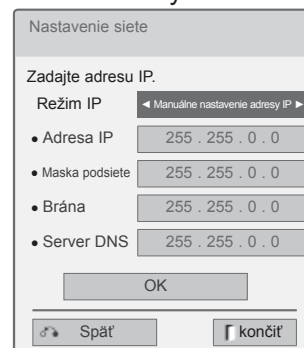 Nastavenie siete
Zadajte adresu IP.
Režim IP ◄ Manuálne nastavenie adresy IP ►
• Adresa IP 255 . 255 . 0 . 0
• Maska podsiete 255 . 255 . 0 . 0
• Brána 255 . 255 . 0 . 0
• Server DNS 255 . 255 . 0 . 0
OK
Späť končiť